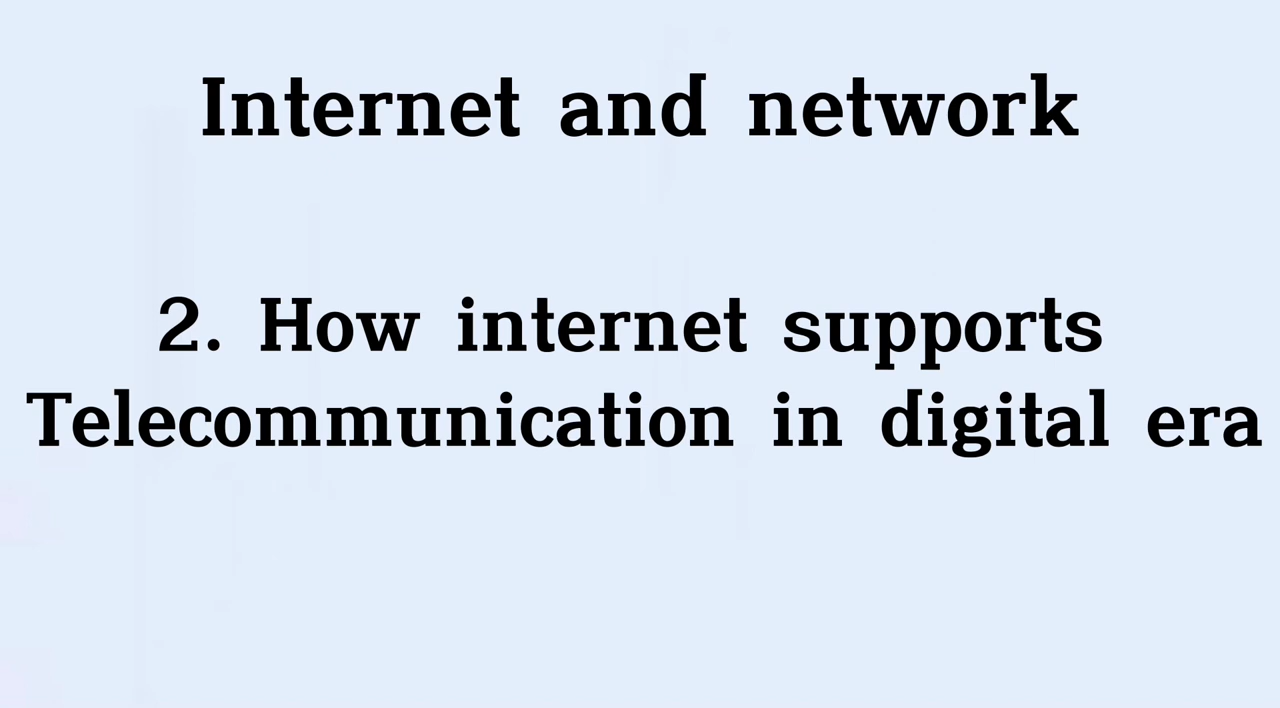 Internet and network
2. How internet supports
Telecommunication in digital era